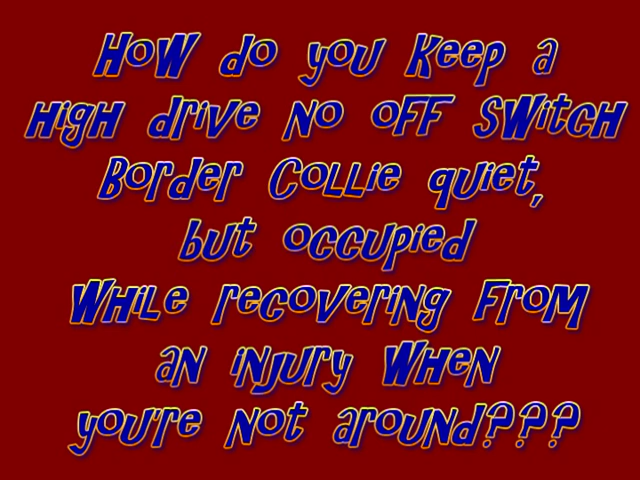 How do you keep a
high drive no off switch
Border Collie quiet,
but occupied
while recovering from
an injury when
you're not around???